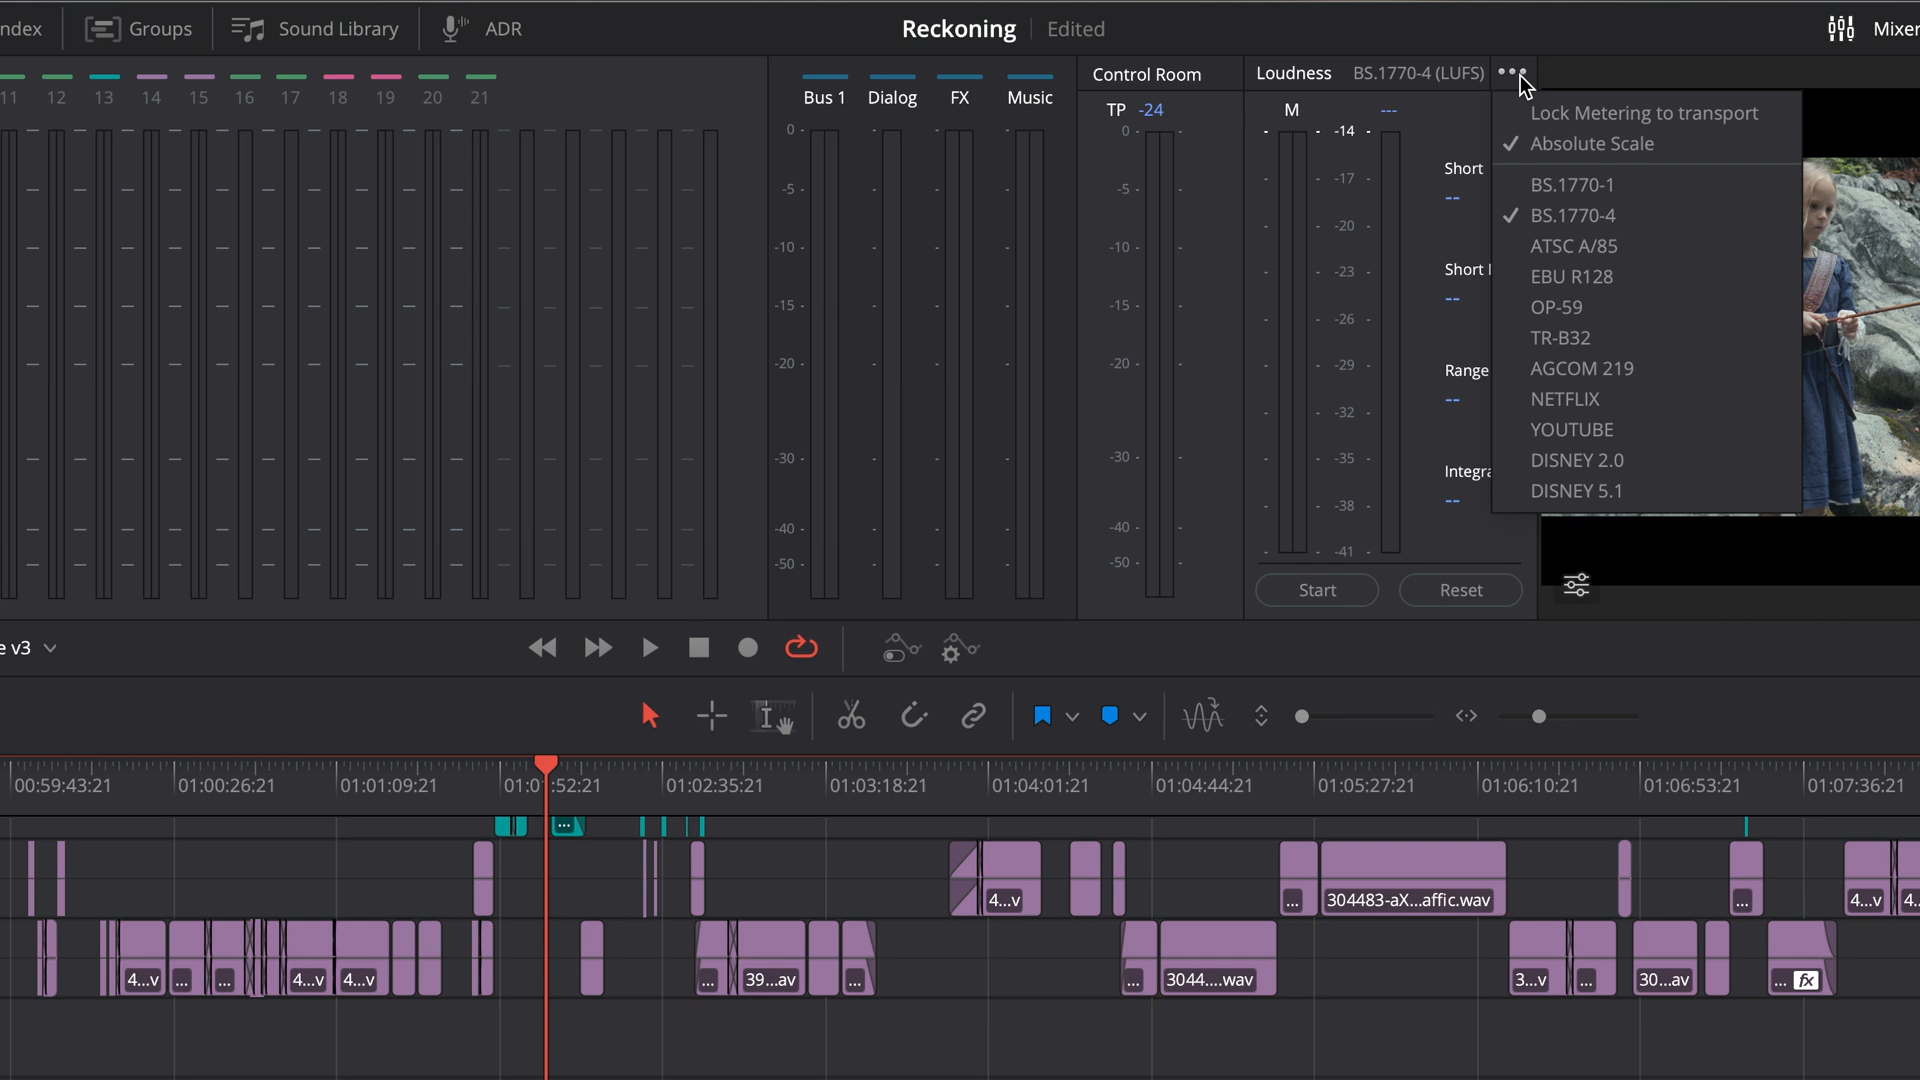 ndex Groups Sound Library ADR Reckoning Edited Mixer
11 12 13 14 15 16 17 18 19 20 21
Bus 1 Dialog FX Music
0 -
-5 -
-10 -
-15 -
-20 -
-30 -
-40 -
-50 -
Control Room
TP -24
0 -
-5 -
-10 -
-15 -
-20 -
-30 -
-40 -
-50 -
Loudness BS.1770-4 (LUFS) •••
M ---
-14
-17
-20
-23
-26
-29
-32
-35
-38
-41
Short
--
Short
--
Range
--
Integra
--
Start Reset
Lock Metering to transport
✓ Absolute Scale
BS.1770-1
✓ BS.1770-4
ATSC A/85
EBU R128
OP-59
TR-B32
AGCOM 219
NETFLIX
YOUTUBE
DISNEY 2.0
DISNEY 5.1
e v3
00:59:43:21 01:00:26:21 01:01:09:21 01:01:52:21 01:02:35:21 01:03:18:21 01:04:01:21 01:04:44:21 01:05:27:21 01:06:10:21 01:06:53:21 01:07:36:21
...
4...v ... 304483-aX...affic.wav ... 4...v 4..
4...v ... ... 4...v 4...v ... 39...av ... ... 3044....wav 3...v ... 30...av ... fx